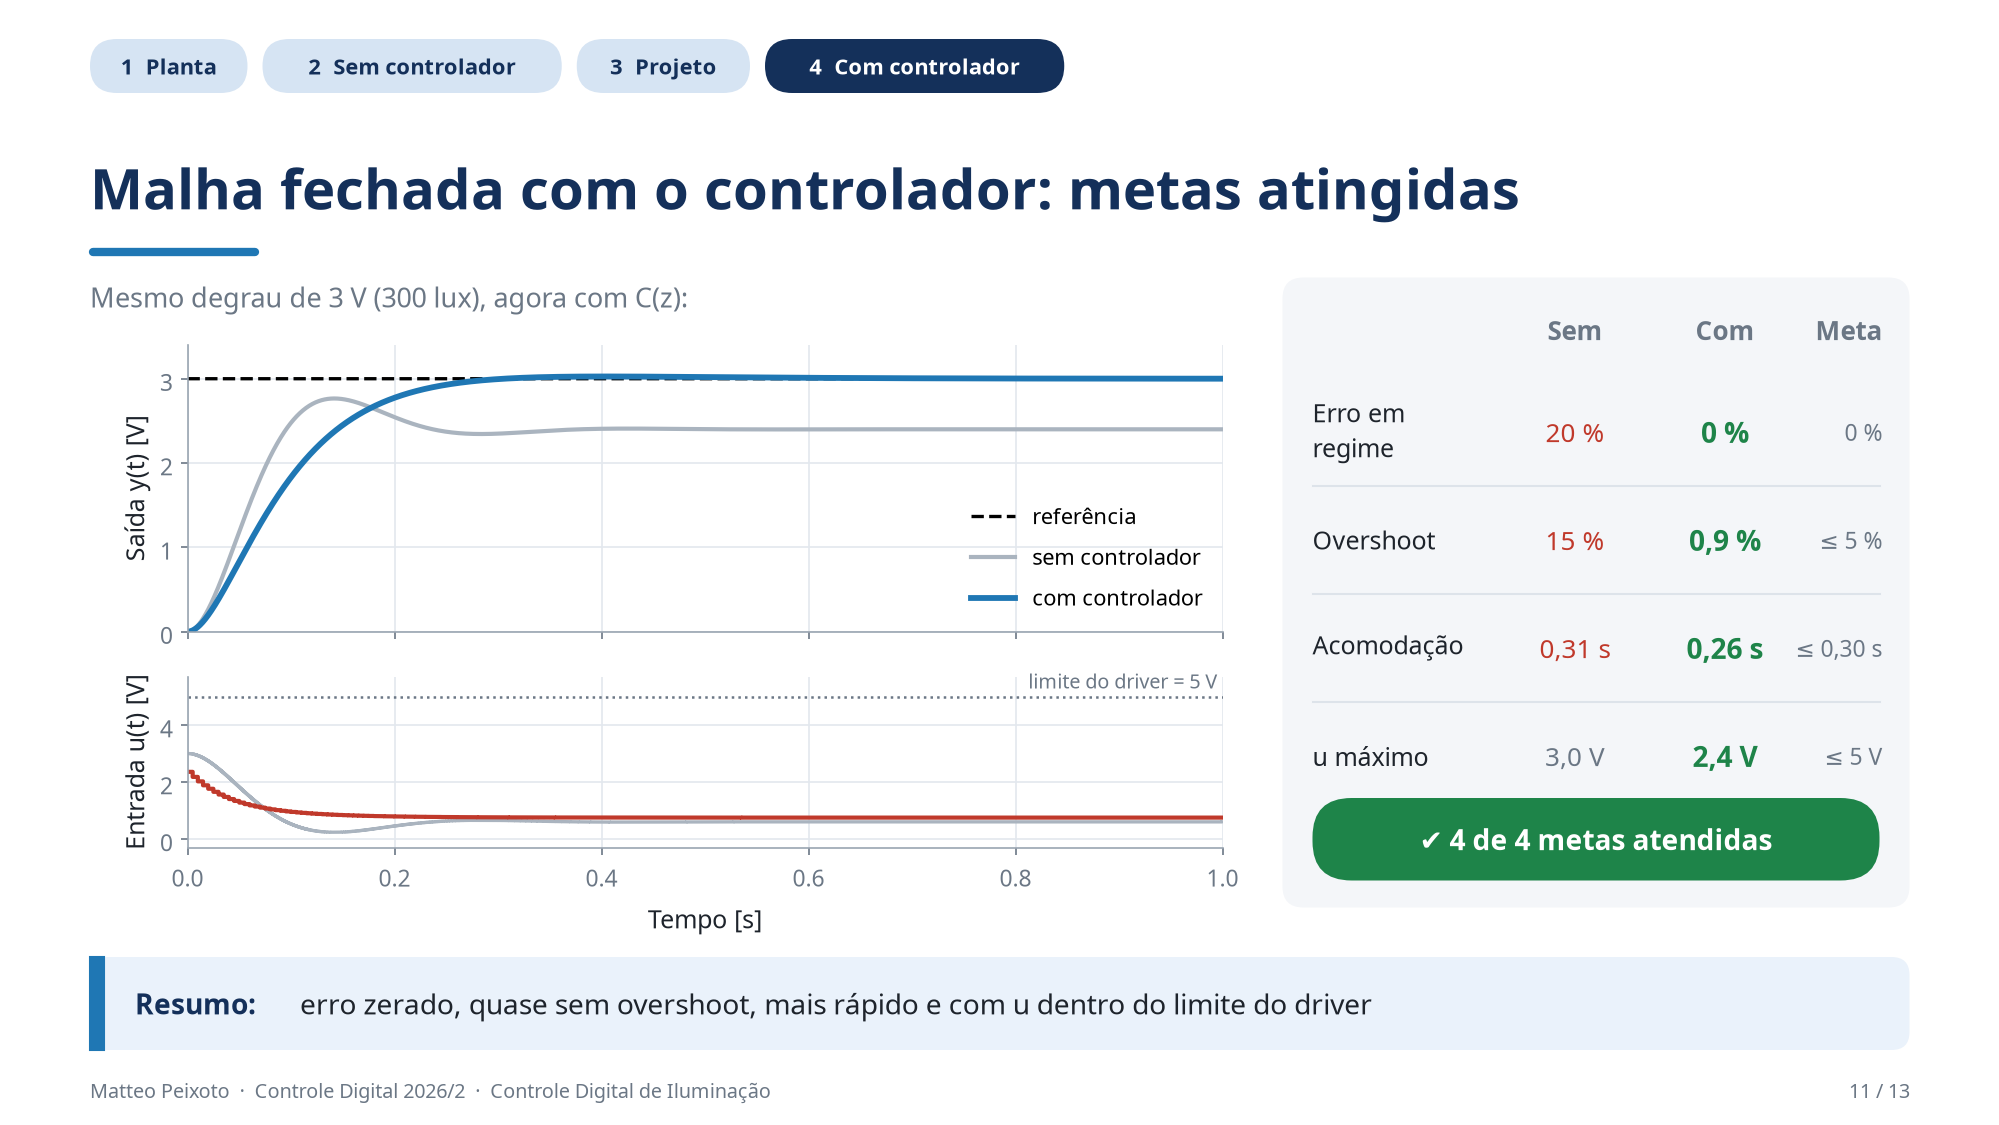 1 Planta
2 Sem controlador
3 Projeto
4 Com controlador
Malha fechada com o controlador: metas atingidas
Mesmo degrau de 3 V (300 lux), agora com C(z):
Saída y(t) [V]
3
2
1
0
referência
sem controlador
com controlador
Entrada u(t) [V]
limite do driver = 5 V
4
2
0
0.0 0.2 0.4 0.6 0.8 1.0
Tempo [s]
Sem Com Meta
Erro em
regime
20 % 0 % 0 %
Overshoot 15 % 0,9 % ≤ 5 %
Acomodação 0,31 s 0,26 s ≤ 0,30 s
u máximo 3,0 V 2,4 V ≤ 5 V
✔ 4 de 4 metas atendidas
Resumo: erro zerado, quase sem overshoot, mais rápido e com u dentro do limite do driver
Matteo Peixoto · Controle Digital 2026/2 · Controle Digital de Iluminação
11 / 13